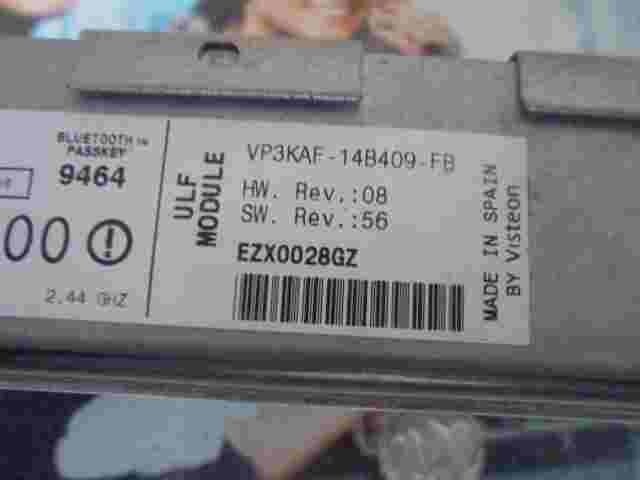 BLUETOOTH™
PASSKEY
9464
00
2.44 GHZ
ULF
MODULE
VP3KAF-14B409-FB
HW. Rev.:08
SW. Rev.:56
EZX0028GZ
MADE IN SPAIN
BY Visteon